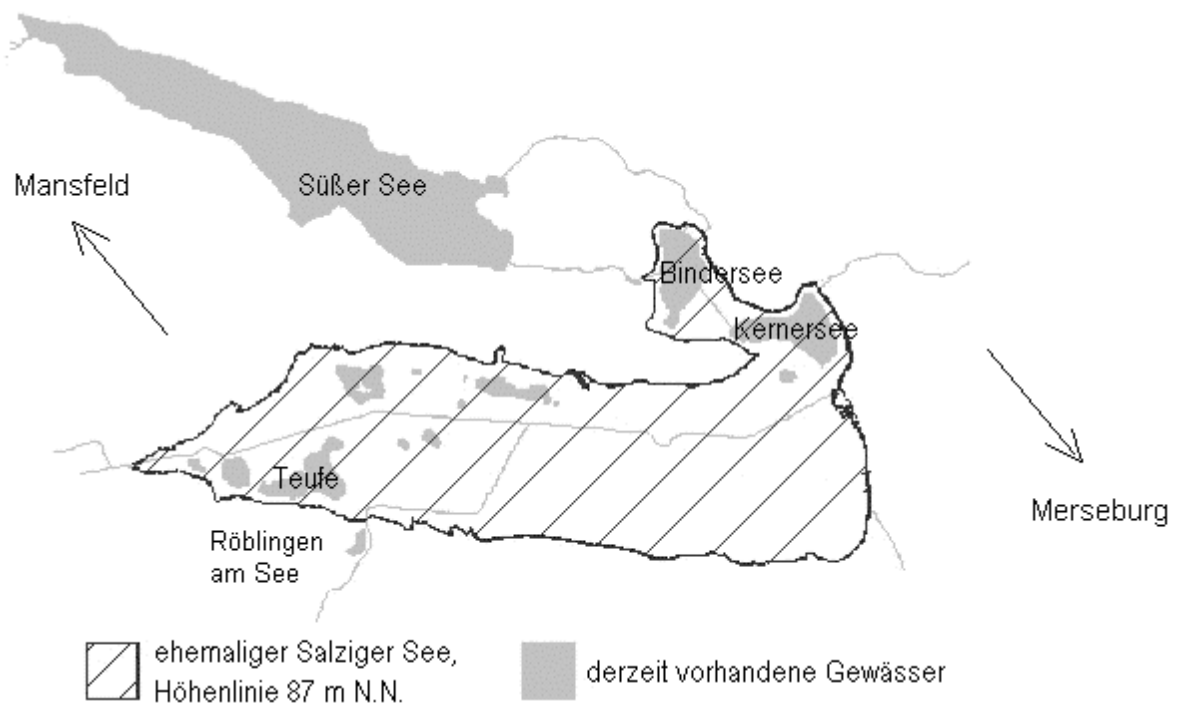 Mansfeld
Süßer See
Bindersee
Kernersee
Teufe
Röblingen
am See
Merseburg
ehemaliger Salziger See,
Höhenlinie 87 m N.N.
derzeit vorhandene Gewässer